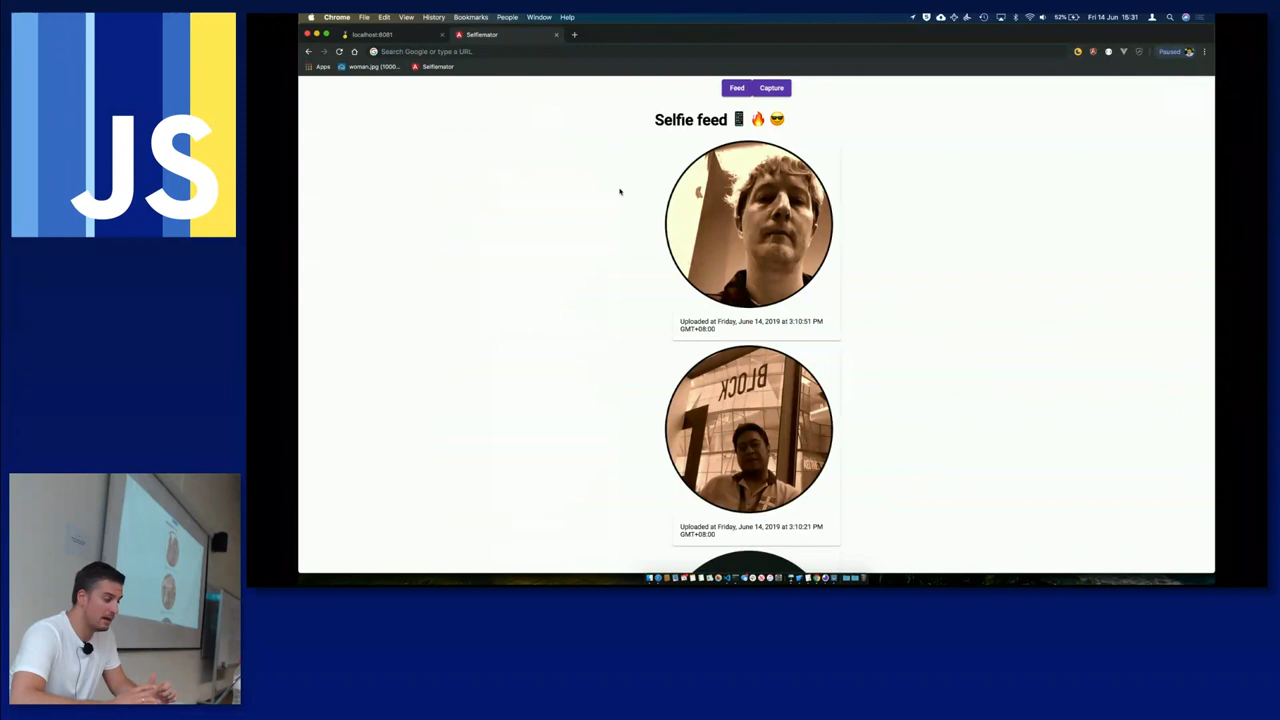 JS
Chrome File Edit View History Bookmarks People Window Help
52% Fri 14 Jun 15:31
localhost:8081
Selfiemator
Search Google or type a URL
Paused
Apps woman.jpg (1000... Selfiemator
Feed Capture
Selfie feed
Uploaded at Friday, June 14, 2019 at 3:10:51 PM
GMT+08:00
BLOCK
Uploaded at Friday, June 14, 2019 at 3:10:21 PM
GMT+08:00